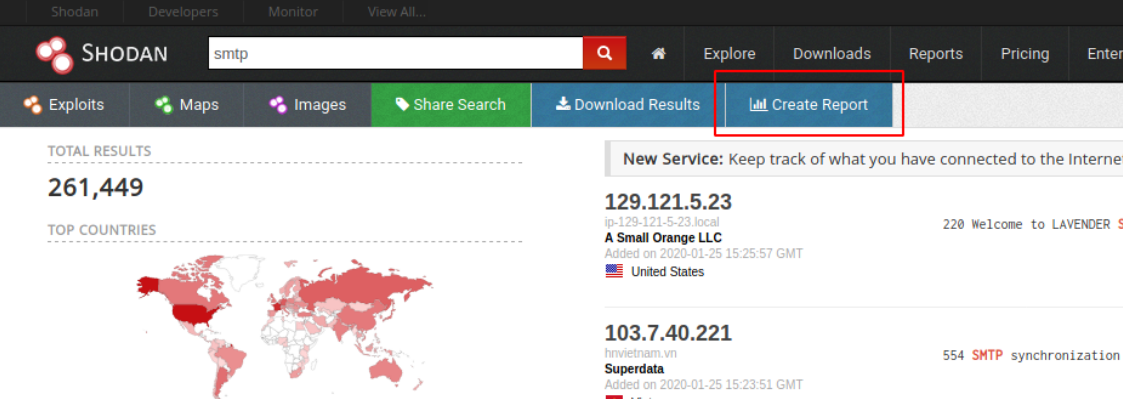 Shodan Developers Monitor View All...
SHODAN smtp Explore Downloads Reports Pricing
Exploits Maps Images Share Search Download Results Create Report
TOTAL RESULTS
261,449
TOP COUNTRIES
New Service: Keep track of what you have connected to the
129.121.5.23
ip-129-121-5-23.local
A Small Orange LLC
Added on 2020-01-25 15:25:57 GMT
United States
220 Welcome to LAVENDER
103.7.40.221
hnvietnam.vn
Superdata
Added on 2020-01-25 15:23:51 GMT
554 SMTP synchronization